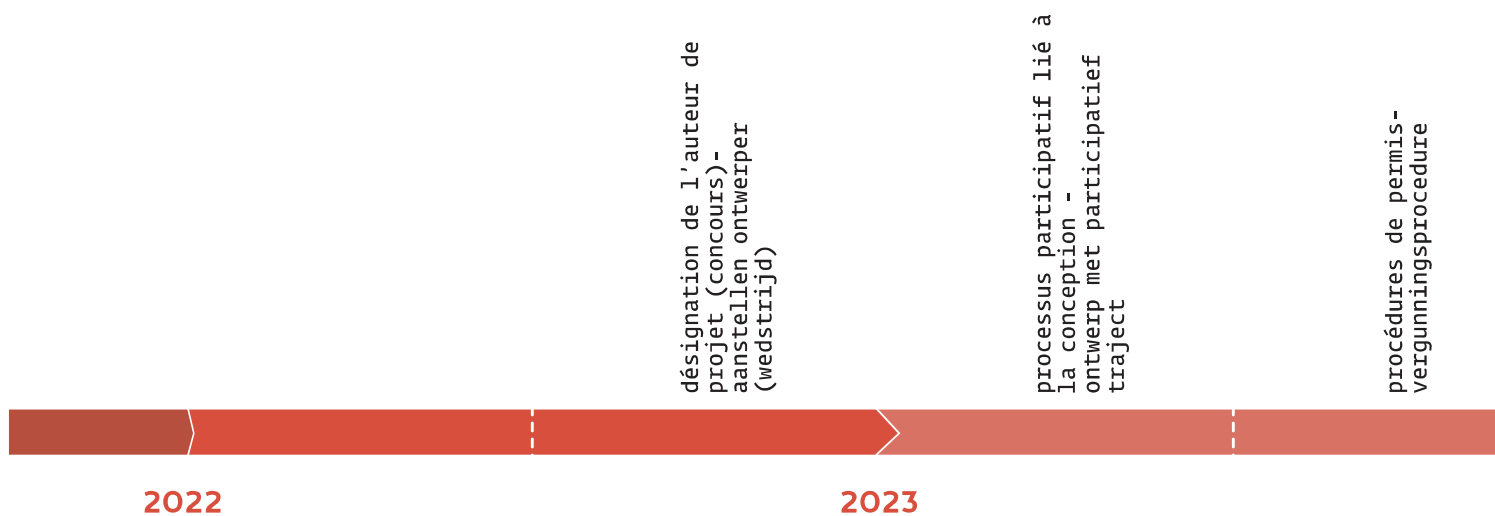 désignation de l'auteur de
projet (concours)-
aanstellen ontwerper
(wedstrijd)
processus participatif lié à
la conception -
ontwerp met participatief
traject
procédures de permis-
vergunningsprocedure
2022
2023